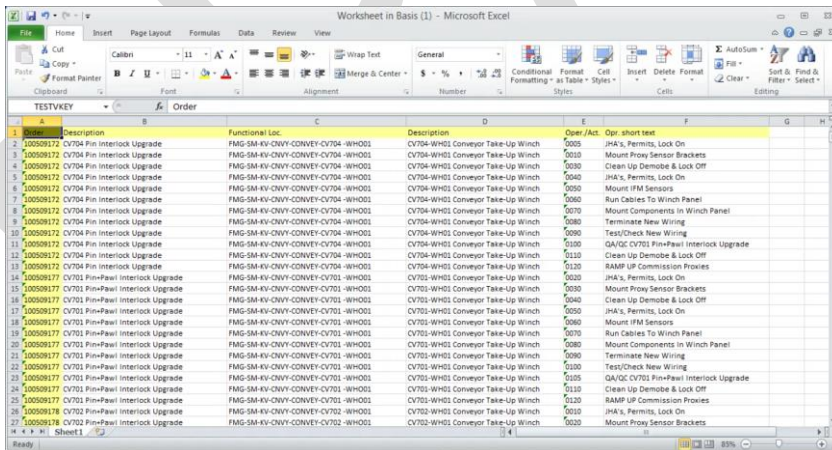 Worksheet in Basis (1) - Microsoft Excel
File Home Insert Page Layout Formulas Data Review View
Cut
Copy
Format Painter
Paste
Calibri 11
Wrap Text
Merge & Center
General
Conditional Formatting
Format as Table
Cell Styles
Insert Delete Format
AutoSum
Fill
Clear
Sort & Filter
Find & Select
Clipboard Font Alignment Number Styles Cells Editing
TESTVKEY fx Order
A B C D E F G H
1 Order Description Functional Loc. Description Oper./Act. Opr. short text
2 100509172 CV704 Pin Interlock Upgrade FMG-SM-KV-CNVY-CONVEY-CV704 -WHO01 CV704-WH01 Conveyor Take-Up Winch 0005 JHA's, Permits, Lock On
3 100509172 CV704 Pin Interlock Upgrade FMG-SM-KV-CNVY-CONVEY-CV704 -WHO01 CV704-WH01 Conveyor Take-Up Winch 0010 Mount Proxy Sensor Brackets
4 100509172 CV704 Pin Interlock Upgrade FMG-SM-KV-CNVY-CONVEY-CV704 -WHO01 CV704-WH01 Conveyor Take-Up Winch 0030 Clean Up Demobe & Lock Off
5 100509172 CV704 Pin Interlock Upgrade FMG-SM-KV-CNVY-CONVEY-CV704 -WHO01 CV704-WH01 Conveyor Take-Up Winch 0040 JHA's, Permits, Lock On
6 100509172 CV704 Pin Interlock Upgrade FMG-SM-KV-CNVY-CONVEY-CV704 -WHO01 CV704-WH01 Conveyor Take-Up Winch 0050 Mount IFM Sensors
7 100509172 CV704 Pin Interlock Upgrade FMG-SM-KV-CNVY-CONVEY-CV704 -WHO01 CV704-WH01 Conveyor Take-Up Winch 0060 Run Cables To Winch Panel
8 100509172 CV704 Pin Interlock Upgrade FMG-SM-KV-CNVY-CONVEY-CV704 -WHO01 CV704-WH01 Conveyor Take-Up Winch 0070 Mount Components In Winch Panel
9 100509172 CV704 Pin Interlock Upgrade FMG-SM-KV-CNVY-CONVEY-CV704 -WHO01 CV704-WH01 Conveyor Take-Up Winch 0080 Terminate New Wiring
10 100509172 CV704 Pin Interlock Upgrade FMG-SM-KV-CNVY-CONVEY-CV704 -WHO01 CV704-WH01 Conveyor Take-Up Winch 0090 Test/Check New Wiring
11 100509172 CV704 Pin Interlock Upgrade FMG-SM-KV-CNVY-CONVEY-CV704 -WHO01 CV704-WH01 Conveyor Take-Up Winch 0100 QA/QC CV701 Pin+Pawl Interlock Upgrade
12 100509172 CV704 Pin Interlock Upgrade FMG-SM-KV-CNVY-CONVEY-CV704 -WHO01 CV704-WH01 Conveyor Take-Up Winch 0110 Clean Up Demobe & Lock Off
13 100509172 CV704 Pin Interlock Upgrade FMG-SM-KV-CNVY-CONVEY-CV704 -WHO01 CV704-WH01 Conveyor Take-Up Winch 0120 RAMP UP Commission Proxies
14 100509177 CV701 Pin+Pawl Interlock Upgrade FMG-SM-KV-CNVY-CONVEY-CV701 -WHO01 CV701-WH01 Conveyor Take-Up Winch 0020 JHA's, Permits, Lock On
15 100509177 CV701 Pin+Pawl Interlock Upgrade FMG-SM-KV-CNVY-CONVEY-CV701 -WHO01 CV701-WH01 Conveyor Take-Up Winch 0030 Mount Proxy Sensor Brackets
16 100509177 CV701 Pin+Pawl Interlock Upgrade FMG-SM-KV-CNVY-CONVEY-CV701 -WHO01 CV701-WH01 Conveyor Take-Up Winch 0040 Clean Up Demobe & Lock Off
17 100509177 CV701 Pin+Pawl Interlock Upgrade FMG-SM-KV-CNVY-CONVEY-CV701 -WHO01 CV701-WH01 Conveyor Take-Up Winch 0050 JHA's, Permits, Lock On
18 100509177 CV701 Pin+Pawl Interlock Upgrade FMG-SM-KV-CNVY-CONVEY-CV701 -WHO01 CV701-WH01 Conveyor Take-Up Winch 0060 Mount IFM Sensors
19 100509177 CV701 Pin+Pawl Interlock Upgrade FMG-SM-KV-CNVY-CONVEY-CV701 -WHO01 CV701-WH01 Conveyor Take-Up Winch 0070 Run Cables To Winch Panel
20 100509177 CV701 Pin+Pawl Interlock Upgrade FMG-SM-KV-CNVY-CONVEY-CV701 -WHO01 CV701-WH01 Conveyor Take-Up Winch 0080 Mount Components In Winch Panel
21 100509177 CV701 Pin+Pawl Interlock Upgrade FMG-SM-KV-CNVY-CONVEY-CV701 -WHO01 CV701-WH01 Conveyor Take-Up Winch 0090 Terminate New Wiring
22 100509177 CV701 Pin+Pawl Interlock Upgrade FMG-SM-KV-CNVY-CONVEY-CV701 -WHO01 CV701-WH01 Conveyor Take-Up Winch 0100 Test/Check New Wiring
23 100509177 CV701 Pin+Pawl Interlock Upgrade FMG-SM-KV-CNVY-CONVEY-CV701 -WHO01 CV701-WH01 Conveyor Take-Up Winch 0105 QA/QC CV701 Pin+Pawl Interlock Upgrade
24 100509177 CV701 Pin+Pawl Interlock Upgrade FMG-SM-KV-CNVY-CONVEY-CV701 -WHO01 CV701-WH01 Conveyor Take-Up Winch 0110 Clean Up Demobe & Lock Off
25 100509177 CV701 Pin+Pawl Interlock Upgrade FMG-SM-KV-CNVY-CONVEY-CV701 -WHO01 CV701-WH01 Conveyor Take-Up Winch 0120 RAMP UP Commission Proxies
26 100509178 CV702 Pin+Pawl Interlock Upgrade FMG-SM-KV-CNVY-CONVEY-CV702 -WHO01 CV702-WH01 Conveyor Take-Up Winch 0010 JHA's, Permits, Lock On
27 100509178 CV702 Pin+Pawl Interlock Upgrade FMG-SM-KV-CNVY-CONVEY-CV702 -WHO01 CV702-WH01 Conveyor Take-Up Winch 0020 Mount Proxy Sensor Brackets
Sheet1
Ready 85%